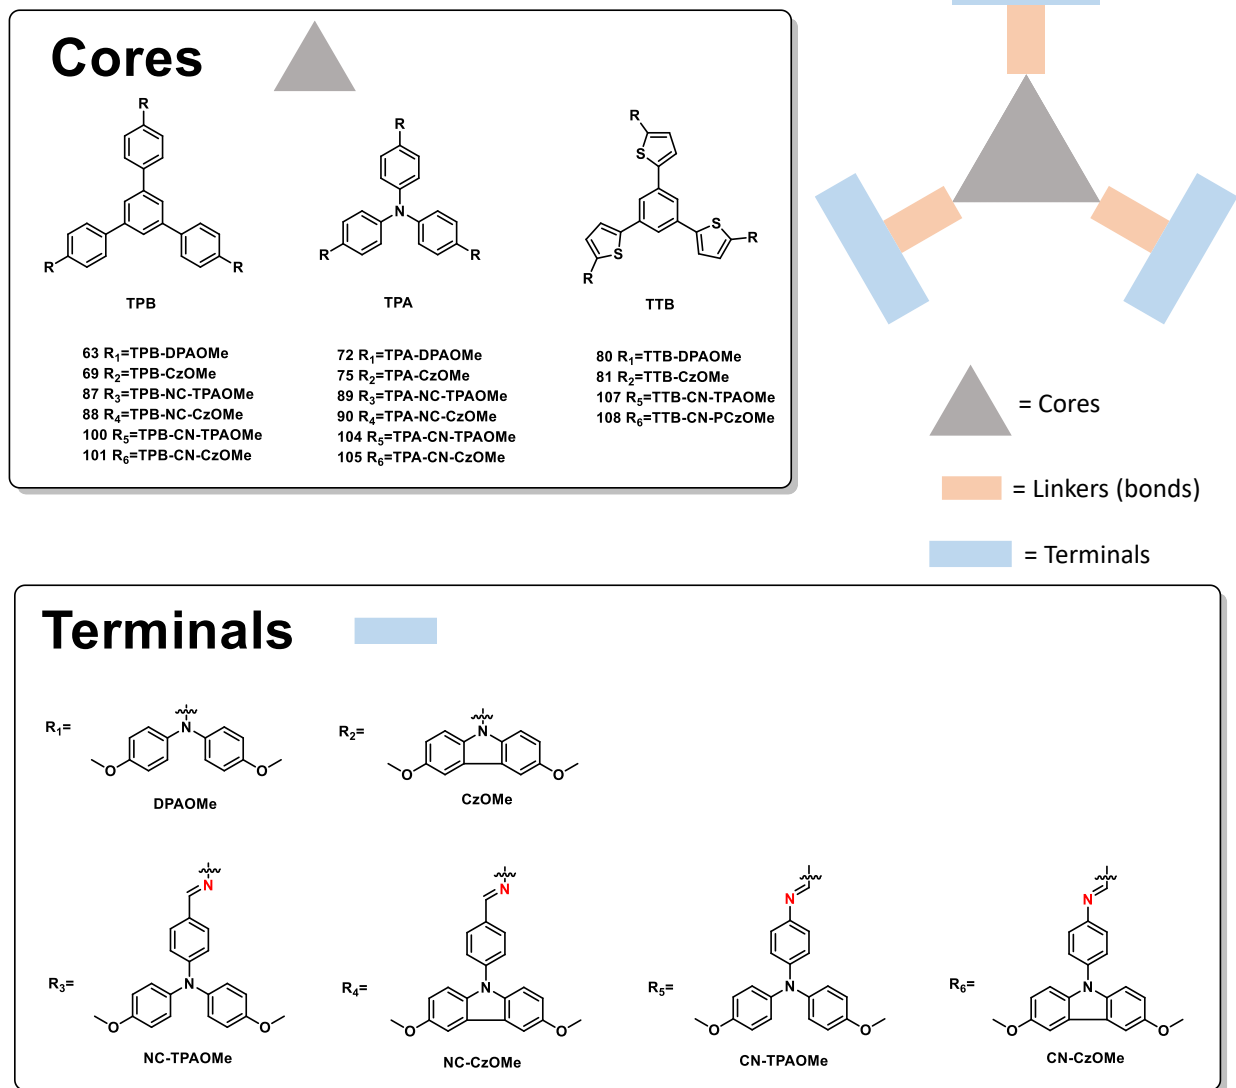 Cores
R
R
R
TPB
R
N
R
R
TPA
R
S
S
R
S
R
TTB
63 R₁=TPB-DPAOMe
69 R₂=TPB-CzOMe
87 R₃=TPB-NC-TPAOMe
88 R₄=TPB-NC-CzOMe
100 R₅=TPB-CN-TPAOMe
101 R₆=TPB-CN-CzOMe
72 R₁=TPA-DPAOMe
75 R₂=TPA-CzOMe
89 R₃=TPA-NC-TPAOMe
90 R₄=TPA-NC-CzOMe
104 R₅=TPA-CN-TPAOMe
105 R₆=TPA-CN-CzOMe
80 R₁=TTB-DPAOMe
81 R₂=TTB-CzOMe
107 R₅=TTB-CN-TPAOMe
108 R₆=TTB-CN-PCzOMe
= Cores
= Linkers (bonds)
= Terminals
Terminals
R₁=
N
O
O
DPAOMe
R₂=
N
O
O
CzOMe
R₃=
N
N
O
O
NC-TPAOMe
R₄=
N
N
O
O
NC-CzOMe
R₅=
N
N
O
O
CN-TPAOMe
R₆=
N
N
O
O
CN-CzOMe